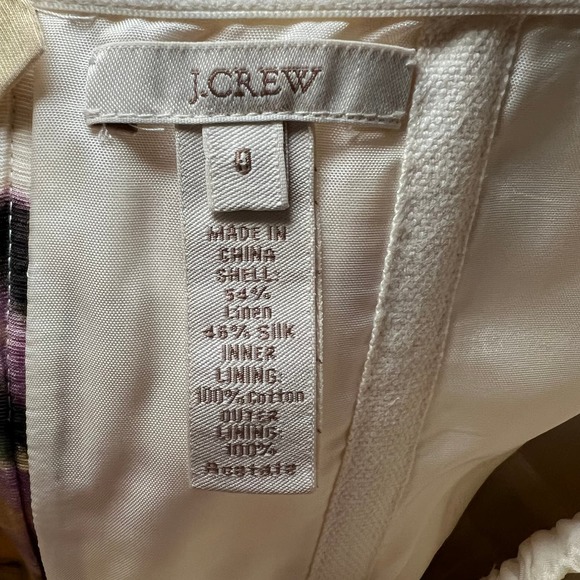 J.CREW
0
MADE IN
CHINA
SHELL:
54%
Linen
46% Silk
INNER
LINING:
100% Cotton
OUTER
LINING:
100%
Acetate